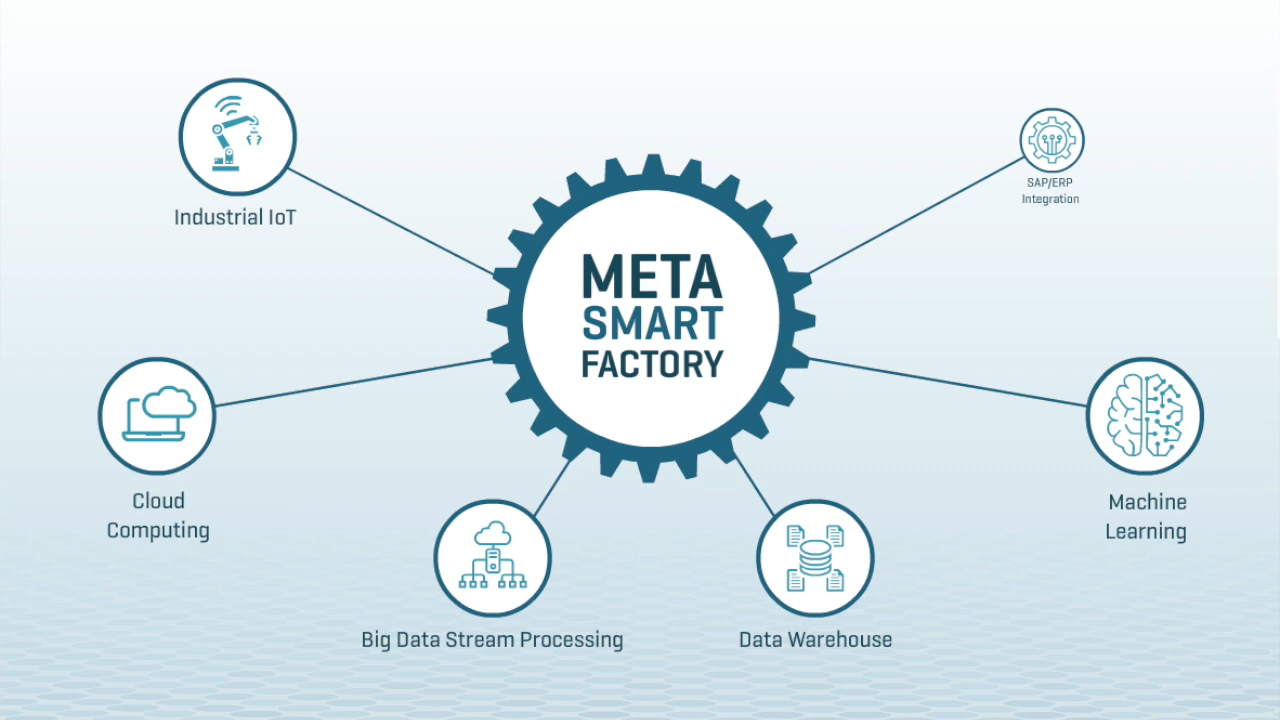 META
SMART
FACTORY
Industrial IoT
SAP/ERP
Integration
Cloud
Computing
Machine
Learning
Big Data Stream Processing
Data Warehouse